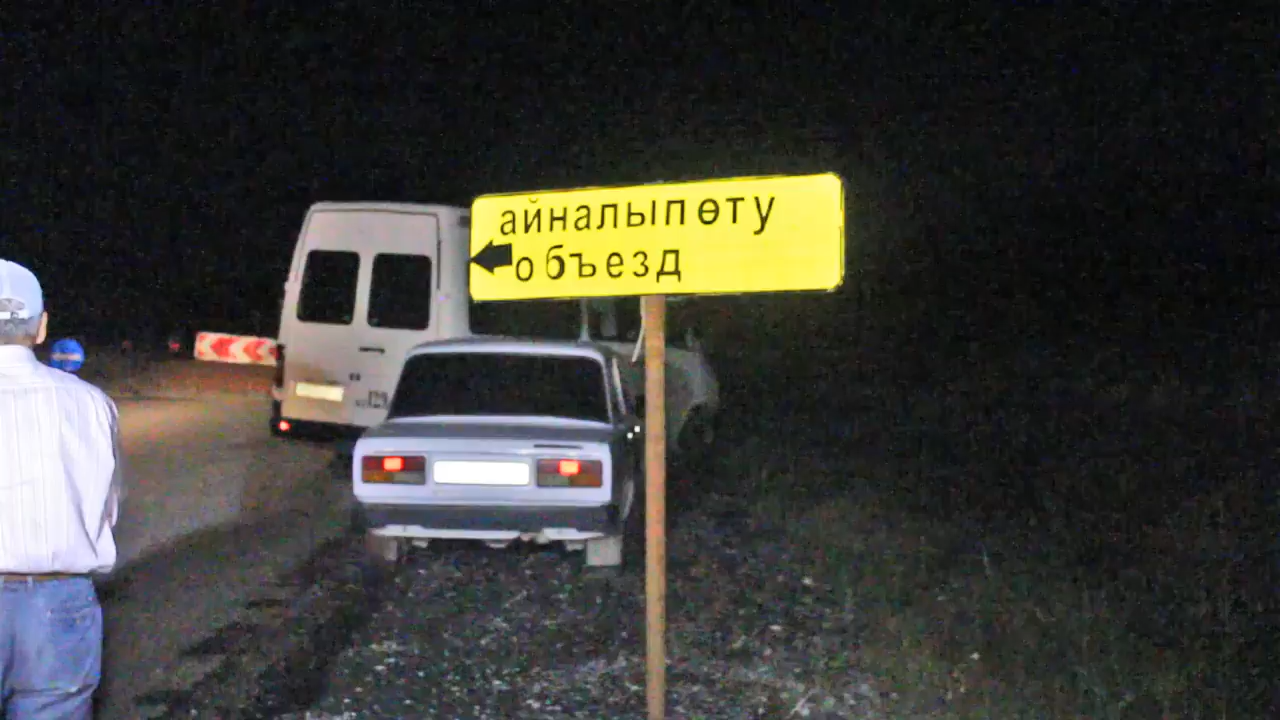 айналып өту
объезд